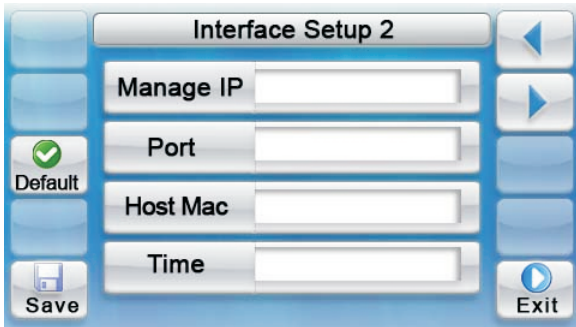 Interface Setup 2
Manage IP
Port
Default
Host Mac
Time
Save
Exit